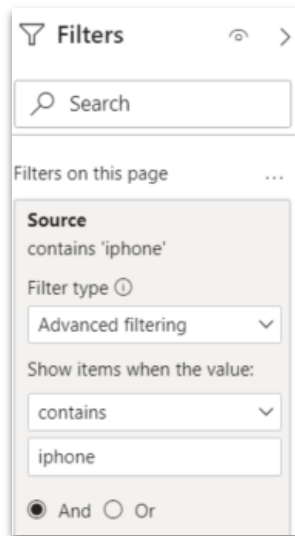 Filters
Search
Filters on this page
...
Source
contains 'iphone'
Filter type
Advanced filtering
Show items when the value:
contains
iphone
And Or